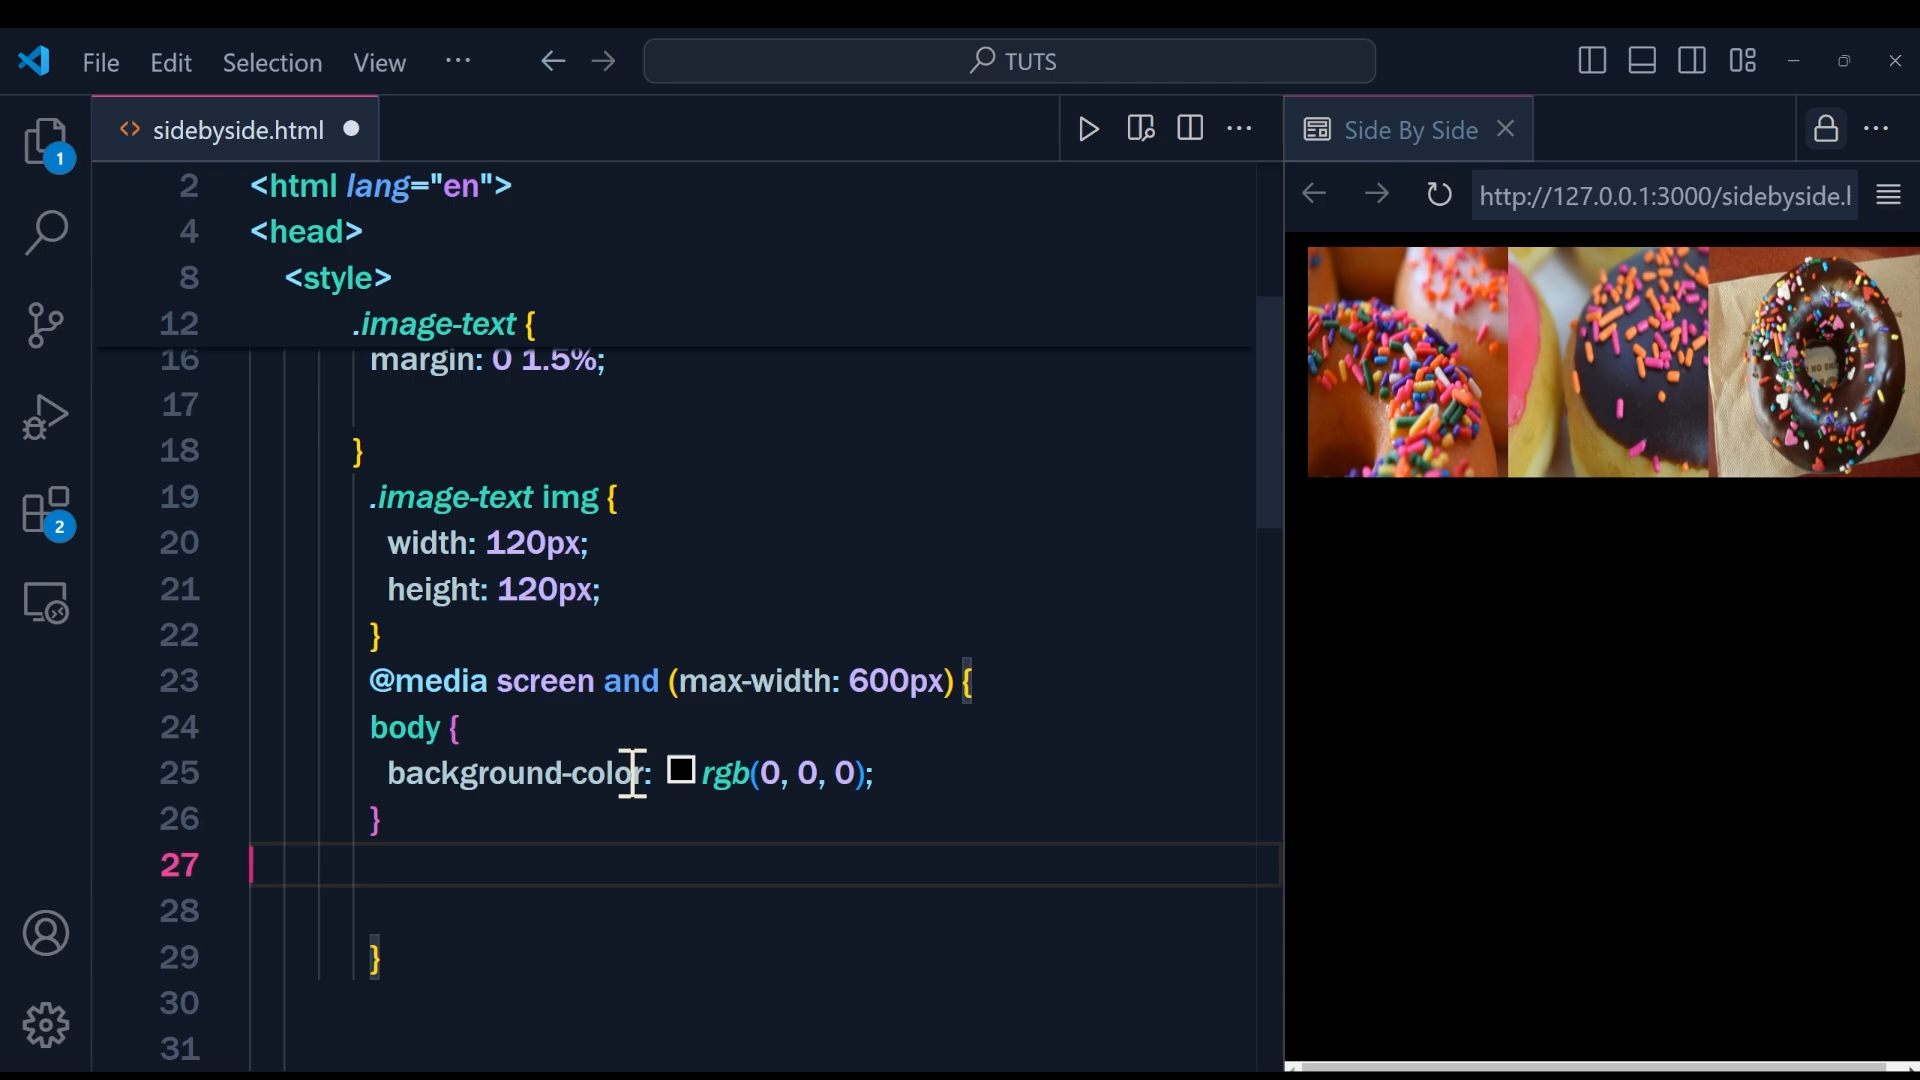 File Edit Selection View ··· TUTS
sidebyside.html
Side By Side
http://127.0.0.1:3000/sidebyside.l
2 <html lang="en">
4 <head>
8 <style>
12 .image-text {
16 margin: 0 1.5%;
17
18 }
19 .image-text img {
20 width: 120px;
21 height: 120px;
22 }
23 @media screen and (max-width: 600px) {
24 body {
25 background-color: rgb(0, 0, 0);
26 }
27
28
29 }
30
31
1
2